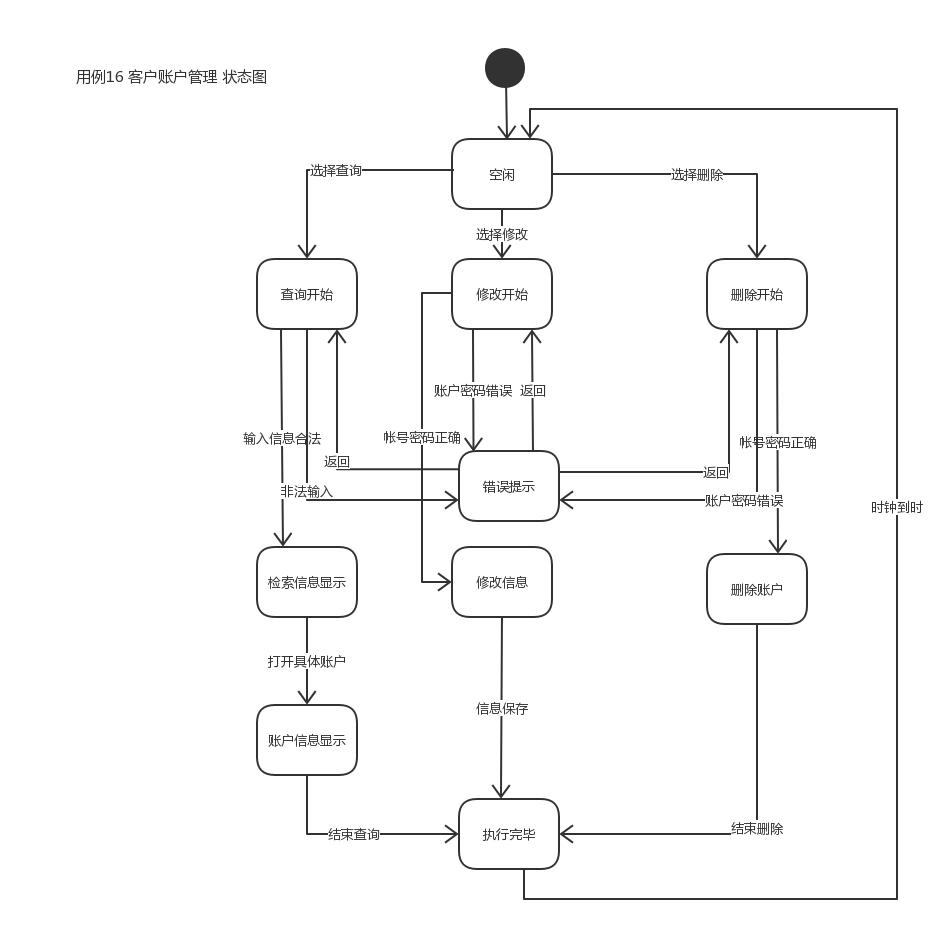 用例16 客户账户管理 状态图
选择查询
空闲
选择删除
选择修改
查询开始
修改开始
删除开始
账户密码错误
返回
输入信息合法
帐号密码正确
帐号密码正确
返回
错误提示
返回
非法输入
账户密码错误
时钟到时
检索信息显示
修改信息
删除账户
打开具体账户
信息保存
账户信息显示
结束查询
执行完毕
结束删除